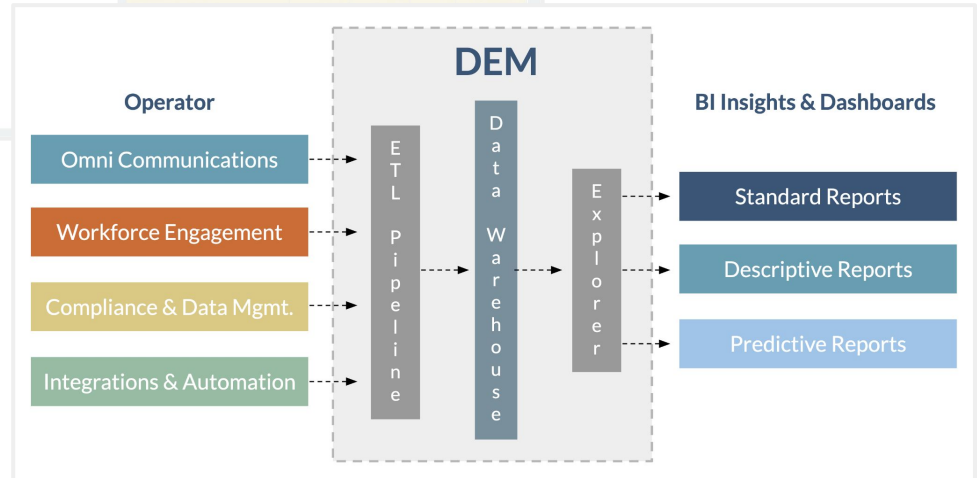 DEM
Operator
BI Insights & Dashboards
Omni Communications
Workforce Engagement
Compliance & Data Mgmt.
Integrations & Automation
ETL Pipeline
Data Warehouse
Explorer
Standard Reports
Descriptive Reports
Predictive Reports